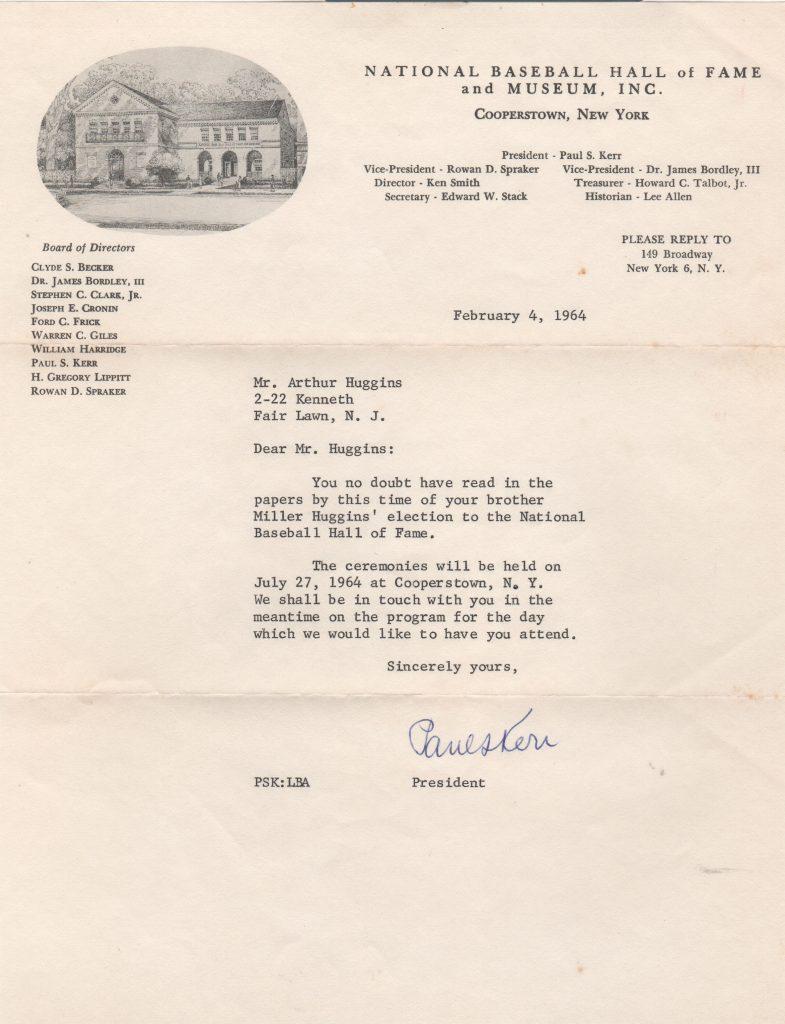 NATIONAL BASEBALL HALL of FAME
and MUSEUM, INC.
COOPERSTOWN, NEW YORK
President - Paul S. Kerr
Vice-President - Rowan D. Spraker Vice-President - Dr. James Bordley, III
Director - Ken Smith Treasurer - Howard C. Talbot, Jr.
Secretary - Edward W. Stack Historian - Lee Allen
PLEASE REPLY TO
149 Broadway
New York 6, N. Y.
Board of Directors
CLYDE S. BECKER
DR. JAMES BORDLEY, III
STEPHEN C. CLARK, JR.
JOSEPH E. CRONIN
FORD C. FRICK
WARREN C. GILES
WILLIAM HARRIDGE
PAUL S. KERR
H. GREGORY LIPPITT
ROWAN D. SPRAKER
February 4, 1964
Mr. Arthur Huggins
2-22 Kenneth
Fair Lawn, N. J.
Dear Mr. Huggins:
You no doubt have read in the
papers by this time of your brother
Miller Huggins' election to the National
Baseball Hall of Fame.
The ceremonies will be held on
July 27, 1964 at Cooperstown, N. Y.
We shall be in touch with you in the
meantime on the program for the day
which we would like to have you attend.
Sincerely yours,
Paul S Kerr
PSK:LBA President